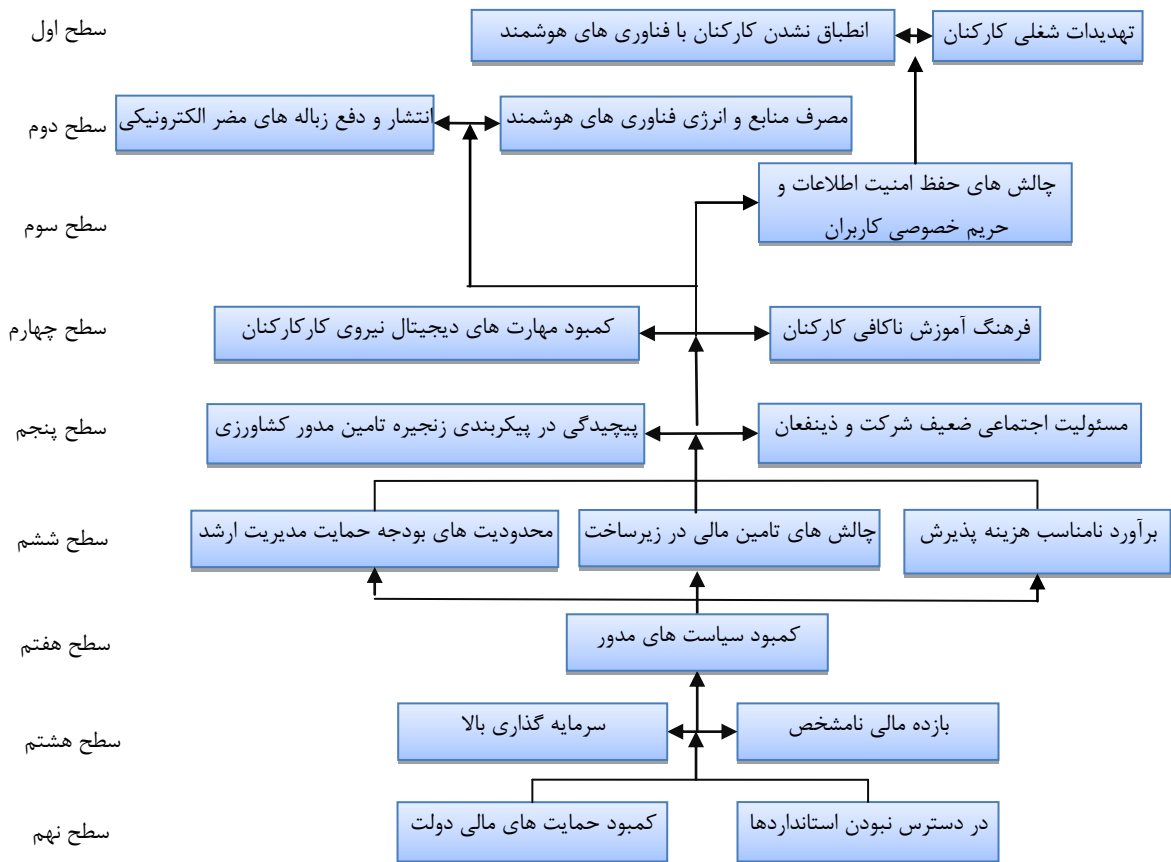 سطح اول
تهدیدات شغلی کارکنان
انطباق نشدن کارکنان با فناوری های هوشمند
سطح دوم
مصرف منابع و انرژی فناوری های هوشمند
انتشار و دفع زباله های مضر الکترونیکی
سطح سوم
چالش های حفظ امنیت اطلاعات و
حریم خصوصی کاربران
سطح چهارم
فرهنگ آموزش ناکافی کارکنان
کمبود مهارت های دیجیتال نیروی کارکارکنان
سطح پنجم
مسئولیت اجتماعی ضعیف شرکت و ذینفعان
پیچیدگی در پیکربندی زنجیره تامین مدور کشاورزی
سطح ششم
برآورد نامناسب هزینه پذیرش
چالش های تامین مالی در زیرساخت
محدودیت های بودجه حمایت مدیریت ارشد
سطح هفتم
کمبود سیاست های مدور
سطح هشتم
بازده مالی نامشخص
سرمایه گذاری بالا
سطح نهم
در دسترس نبودن استانداردها
کمبود حمایت های مالی دولت